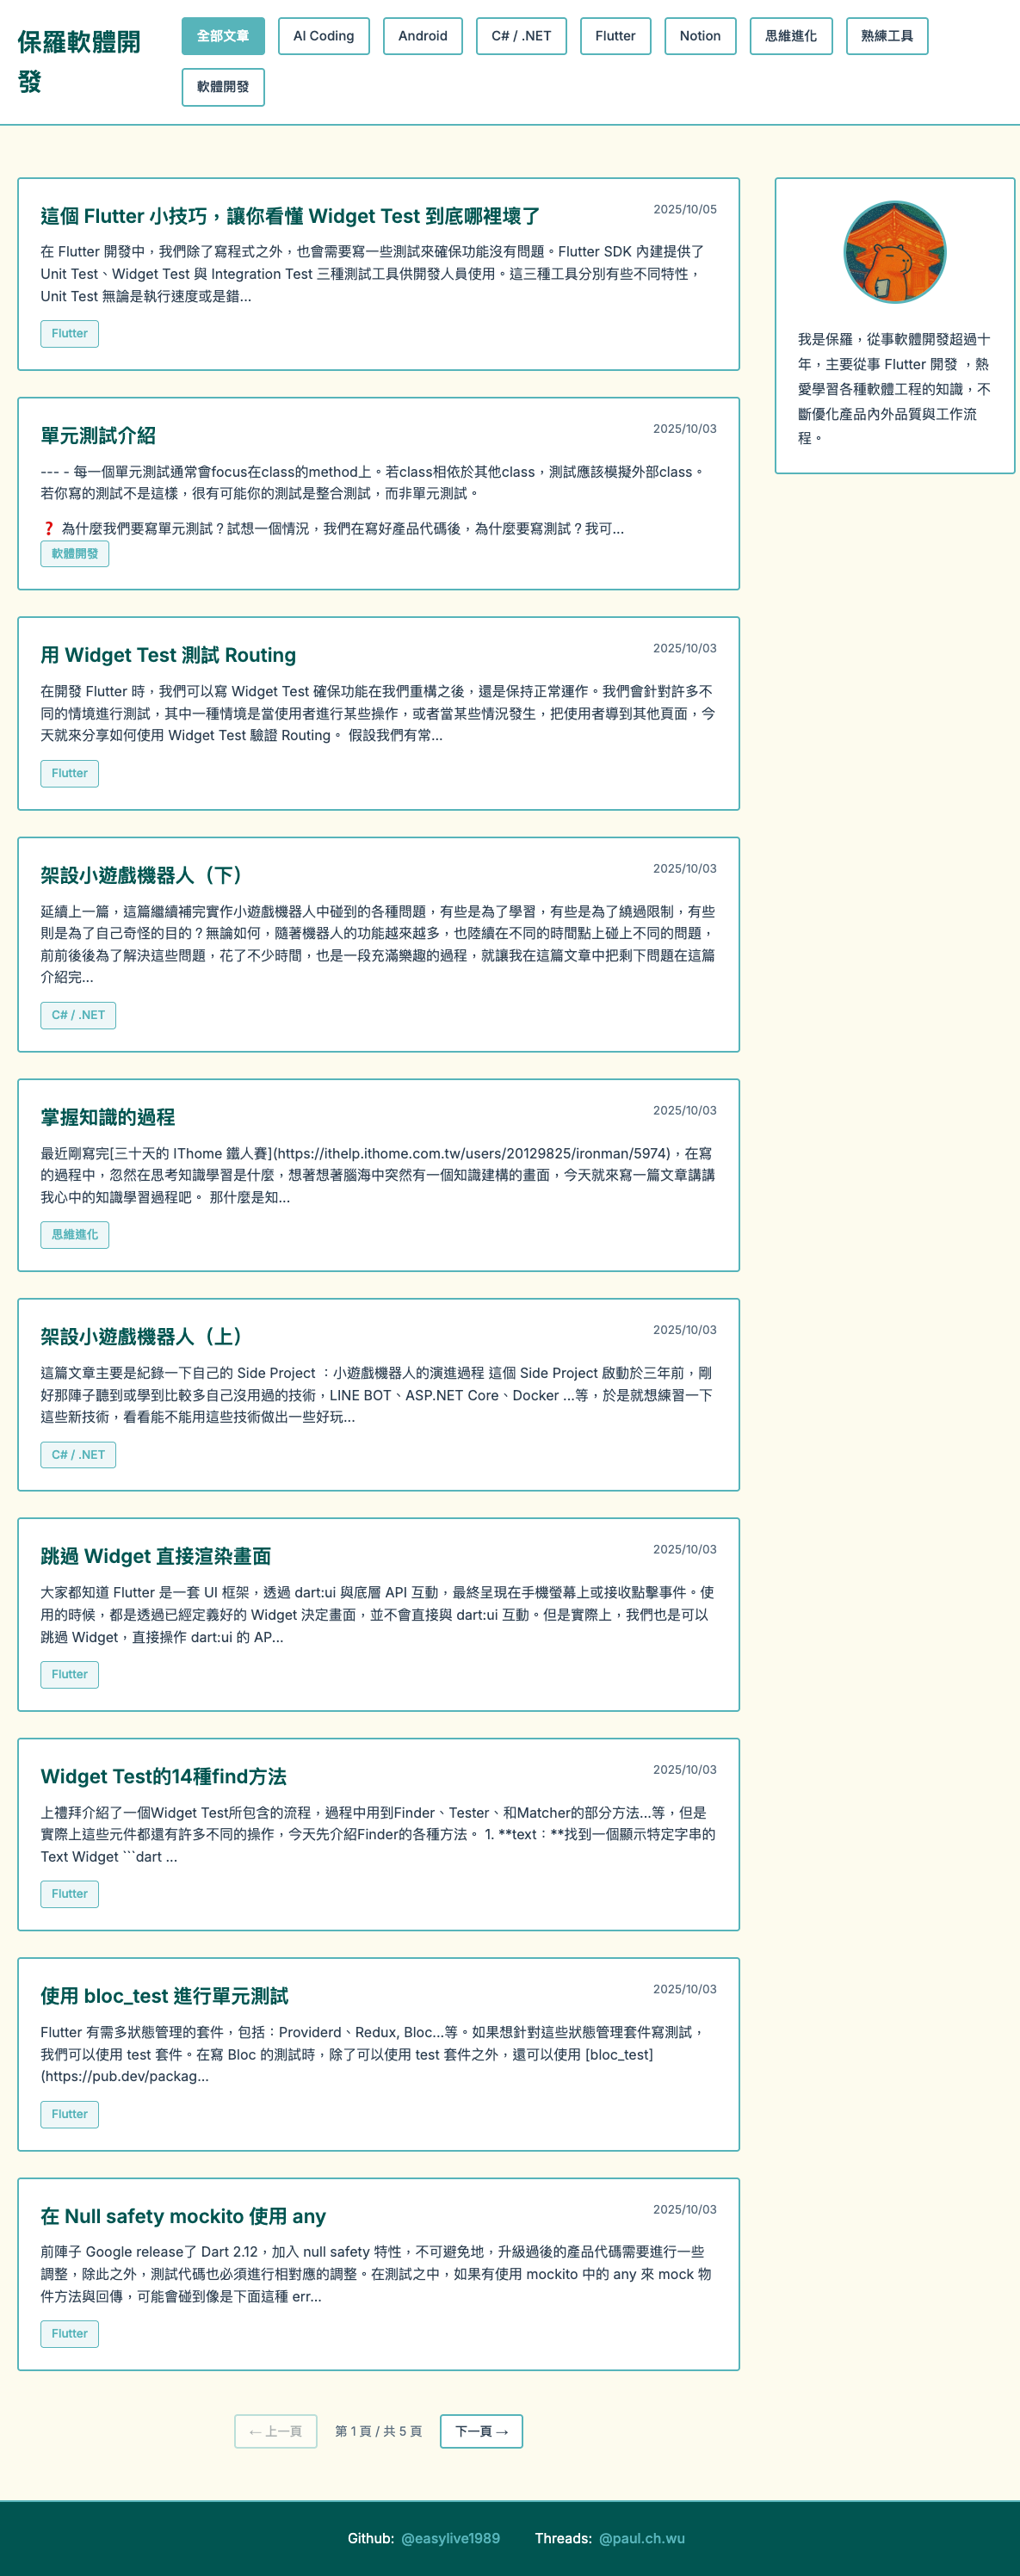 保羅軟體開
發
全部文章
AI Coding
Android
C# / .NET
Flutter
Notion
思維進化
熟練工具
軟體開發
這個 Flutter 小技巧，讓你看懂 Widget Test 到底哪裡壞了
2025/10/05
在 Flutter 開發中，我們除了寫程式之外，也會需要寫一些測試來確保功能沒有問題。Flutter SDK 內建提供了
Unit Test、Widget Test 與 Integration Test 三種測試工具供開發人員使用。這三種工具分別有些不同特性，
Unit Test 無論是執行速度或是錯...
Flutter
我是保羅，從事軟體開發超過十
年，主要從事 Flutter 開發 ，熱
愛學習各種軟體工程的知識，不
斷優化產品內外品質與工作流
程。
單元測試介紹
2025/10/03
--- - 每一個單元測試通常會focus在class的method上。若class相依於其他class，測試應該模擬外部class。
若你寫的測試不是這樣，很有可能你的測試是整合測試，而非單元測試。
❓ 為什麼我們要寫單元測試？試想一個情況，我們在寫好產品代碼後，為什麼要寫測試？我可...
軟體開發
用 Widget Test 測試 Routing
2025/10/03
在開發 Flutter 時，我們可以寫 Widget Test 確保功能在我們重構之後，還是保持正常運作。我們會針對許多不
同的情境進行測試，其中一種情境是當使用者進行某些操作，或者當某些情況發生，把使用者導到其他頁面，今
天就來分享如何使用 Widget Test 驗證 Routing。 假設我們有常...
Flutter
架設小遊戲機器人（下）
2025/10/03
延續上一篇，這篇繼續補完實作小遊戲機器人中碰到的各種問題，有些是為了學習，有些是為了繞過限制，有些
則是為了自己奇怪的目的？無論如何，隨著機器人的功能越來越多，也陸續在不同的時間點上碰上不同的問題，
前前後後為了解決這些問題，花了不少時間，也是一段充滿樂趣的過程，就讓我在這篇文章中把剩下問題在這篇
介紹完...
C# / .NET
掌握知識的過程
2025/10/03
最近剛寫完[三十天的 IThome 鐵人賽](https://ithelp.ithome.com.tw/users/20129825/ironman/5974)，在寫
的過程中，忽然在思考知識學習是什麼，想著想著腦海中突然有一個知識建構的畫面，今天就來寫一篇文章講講
我心中的知識學習過程吧。 那什麼是知...
思維進化
架設小遊戲機器人（上）
2025/10/03
這篇文章主要是紀錄一下自己的 Side Project ：小遊戲機器人的演進過程 這個 Side Project 啟動於三年前，剛
好那陣子聽到或學到比較多自己沒用過的技術，LINE BOT、ASP.NET Core、Docker ...等，於是就想練習一下
這些新技術，看看能不能用這些技術做出一些好玩...
C# / .NET
跳過 Widget 直接渲染畫面
2025/10/03
大家都知道 Flutter 是一套 UI 框架，透過 dart:ui 與底層 API 互動，最終呈現在手機螢幕上或接收點擊事件。使
用的時候，都是透過已經定義好的 Widget 決定畫面，並不會直接與 dart:ui 互動。但是實際上，我們也是可以
跳過 Widget，直接操作 dart:ui 的 AP...
Flutter
Widget Test的14種find方法
2025/10/03
上禮拜介紹了一個Widget Test所包含的流程，過程中用到Finder、Tester、和Matcher的部分方法...等，但是
實際上這些元件都還有許多不同的操作，今天先介紹Finder的各種方法。 1. **text：**找到一個顯示特定字串的
Text Widget ```dart ...
Flutter
使用 bloc_test 進行單元測試
2025/10/03
Flutter 有需多狀態管理的套件，包括：Providerd、Redux, Bloc...等。如果想針對這些狀態管理套件寫測試，
我們可以使用 test 套件。在寫 Bloc 的測試時，除了可以使用 test 套件之外，還可以使用 [bloc_test]
(https://pub.dev/packag...
Flutter
在 Null safety mockito 使用 any
2025/10/03
前陣子 Google release了 Dart 2.12，加入 null safety 特性，不可避免地，升級過後的產品代碼需要進行一些
調整，除此之外，測試代碼也必須進行相對應的調整。在測試之中，如果有使用 mockito 中的 any 來 mock 物
件方法與回傳，可能會碰到像是下面這種 err...
Flutter
← 上一頁
第 1 頁 / 共 5 頁
下一頁 →
Github: @easylive1989
Threads: @paul.ch.wu